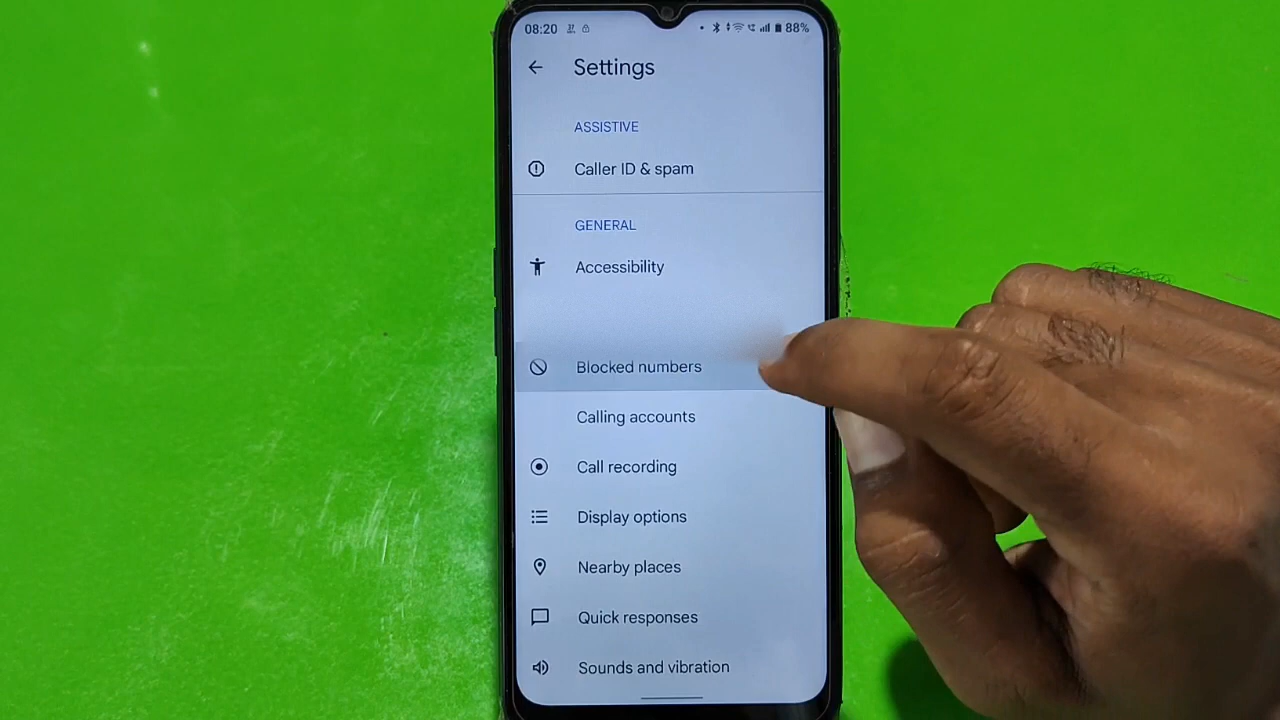 08:20 88%
Settings
ASSISTIVE
Caller ID & spam
GENERAL
Accessibility
Blocked numbers
Calling accounts
Call recording
Display options
Nearby places
Quick responses
Sounds and vibration